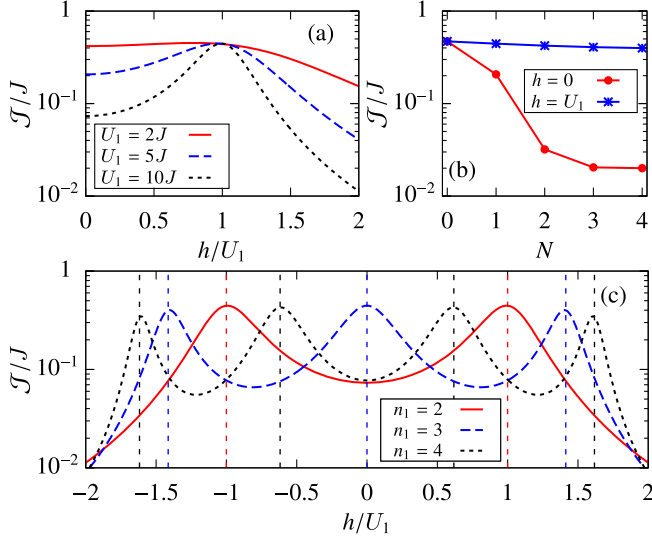 (a)
𝒥/J
1
10⁻¹
10⁻²
U₁ = 2J
U₁ = 5J
U₁ = 10J
0 0.5 1 1.5 2
h/U₁
(b)
𝒥/J
1
10⁻¹
10⁻²
h = 0
h = U₁
0 1 2 3 4
N
(c)
𝒥/J
1
10⁻¹
10⁻²
n₁ = 2
n₁ = 3
n₁ = 4
−2 −1.5 −1 −0.5 0 0.5 1 1.5 2
h/U₁